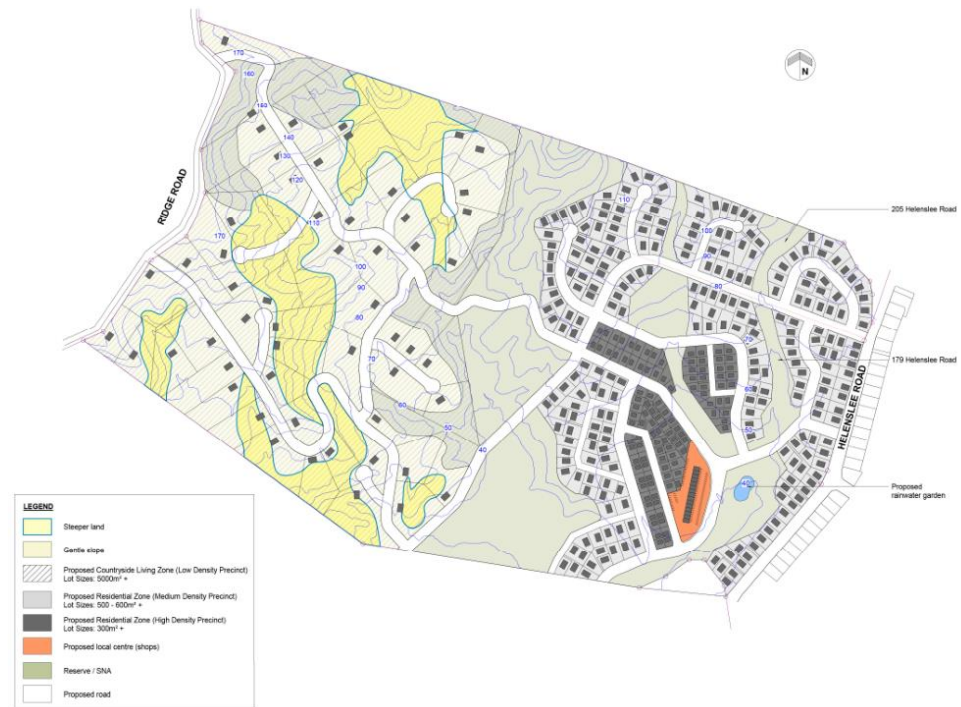 N
170
160
150
140
130
120
110
RIDGE ROAD
170
100
90
80
70
60
50
40
110
100
90
80
70
60
50
40
205 Helenslee Road
179 Helenslee Road
HELENSLEE ROAD
Proposed
rainwater garden
LEGEND
Steeper land
Gentle slope
Proposed Countryside Living Zone (Low Density Precinct)
Lot Sizes: 5000m² +
Proposed Residential Zone (Medium Density Precinct)
Lot Sizes: 500 - 600m² +
Proposed Residential Zone (High Density Precinct)
Lot Sizes: 300m² +
Proposed local centre (shops)
Reserve / SNA
Proposed road